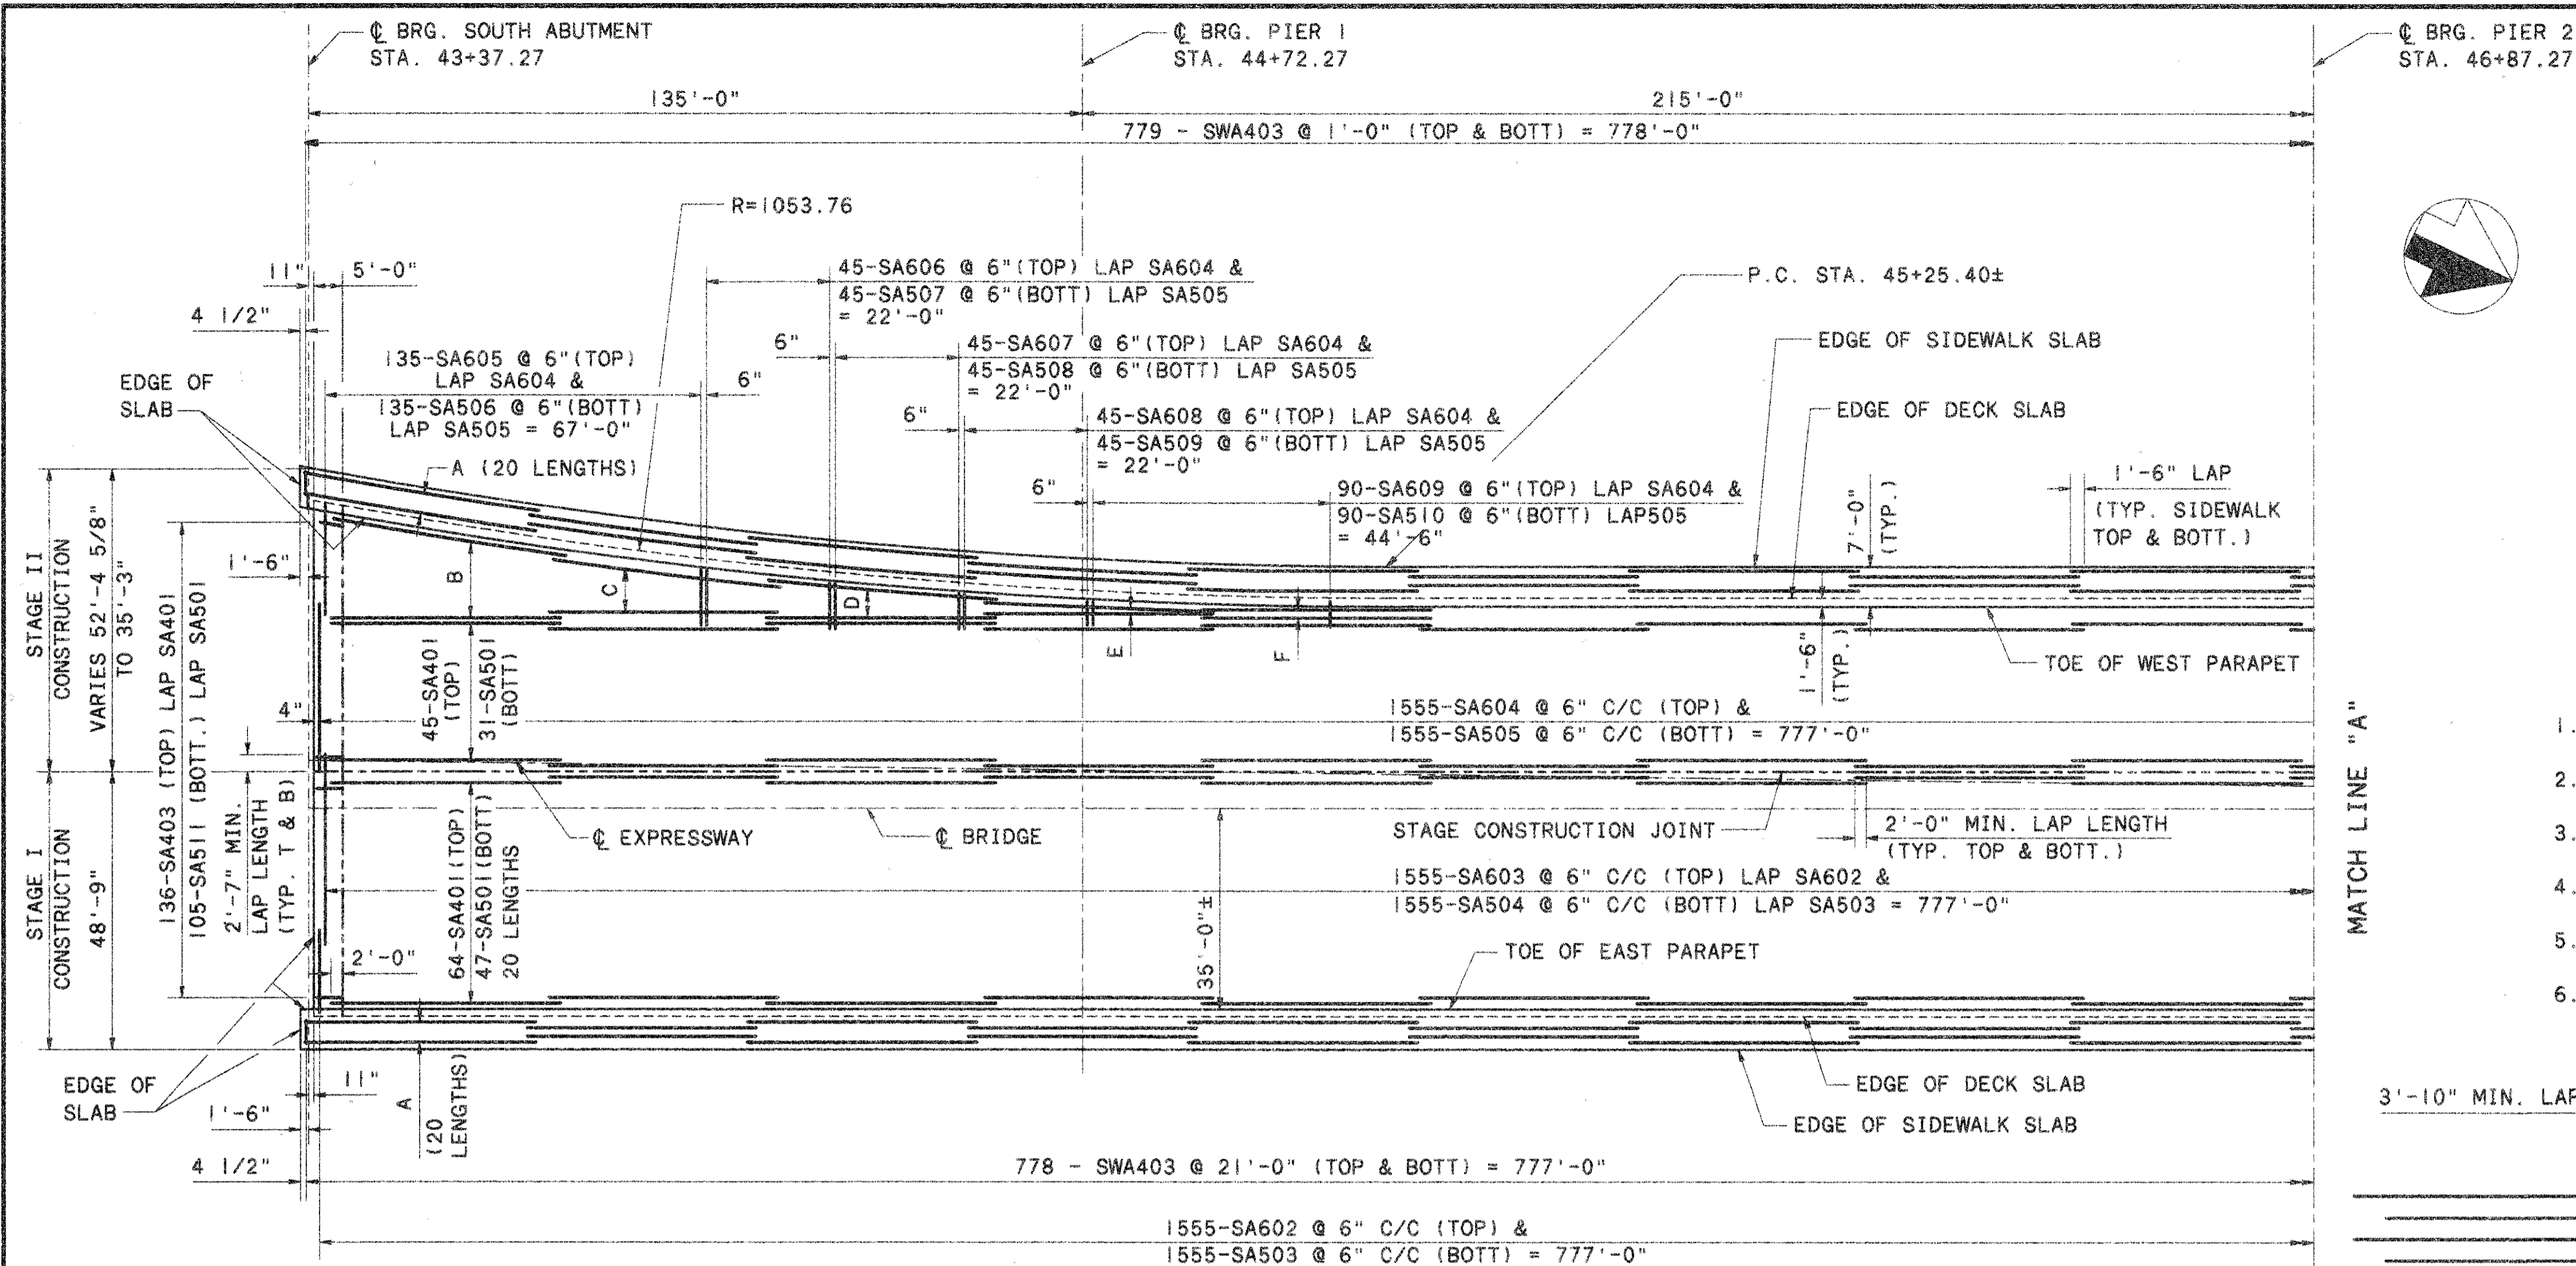 ℄ BRG. SOUTH ABUTMENT
STA. 43+37.27
℄ BRG. PIER 1
STA. 44+72.27
℄ BRG. PIER 2
STA. 46+87.27
135'-0"
215'-0"
779 - SWA403 @ 1'-0" (TOP & BOTT) = 778'-0"
R=1053.76
11"
5'-0"
4 1/2"
45-SA606 @ 6"(TOP) LAP SA604 &
45-SA507 @ 6"(BOTT) LAP SA505
= 22'-0"
P.C. STA. 45+25.40±
6"
45-SA607 @ 6"(TOP) LAP SA604 &
45-SA508 @ 6"(BOTT) LAP SA505
= 22'-0"
EDGE OF SIDEWALK SLAB
135-SA605 @ 6"(TOP)
LAP SA604 &
135-SA506 @ 6"(BOTT)
LAP SA505 = 67'-0"
6"
EDGE OF
SLAB
6"
45-SA608 @ 6"(TOP) LAP SA604 &
45-SA509 @ 6"(BOTT) LAP SA505
= 22'-0"
EDGE OF DECK SLAB
A (20 LENGTHS)
6"
90-SA609 @ 6"(TOP) LAP SA604 &
90-SA510 @ 6"(BOTT) LAP505
= 44'-6"
7'-0"
(TYP.)
1'-6" LAP
(TYP. SIDEWALK
TOP & BOTT.)
STAGE II
CONSTRUCTION
VARIES 52'-4 5/8"
TO 35'-3"
136-SA403 (TOP) LAP SA401
105-SA511 (BOTT.) LAP SA501
1'-6"
B
C
D
E
F
45-SA401
(TOP)
31-SA501
(BOTT)
1'-6"
(TYP.)
TOE OF WEST PARAPET
4"
1555-SA604 @ 6" C/C (TOP) &
1555-SA505 @ 6" C/C (BOTT) = 777'-0"
MATCH LINE "A"
1.
2.
3.
4.
5.
6.
STAGE I
CONSTRUCTION
48'-9"
2'-7" MIN.
LAP LENGTH
(TYP. T & B)
64-SA401(TOP)
47-SA501(BOTT)
20 LENGTHS
℄ EXPRESSWAY
℄ BRIDGE
STAGE CONSTRUCTION JOINT
2'-0" MIN. LAP LENGTH
(TYP. TOP & BOTT.)
1555-SA603 @ 6" C/C (TOP) LAP SA602 &
1555-SA504 @ 6" C/C (BOTT) LAP SA503 = 777'-0"
35'-0"±
2'-0"
TOE OF EAST PARAPET
EDGE OF
SLAB
11"
1'-6"
A
(20
LENGTHS)
EDGE OF DECK SLAB
EDGE OF SIDEWALK SLAB
3'-10" MIN. LAP
4 1/2"
778 - SWA403 @ 21'-0" (TOP & BOTT) = 777'-0"
1555-SA602 @ 6" C/C (TOP) &
1555-SA503 @ 6" C/C (BOTT) = 777'-0"